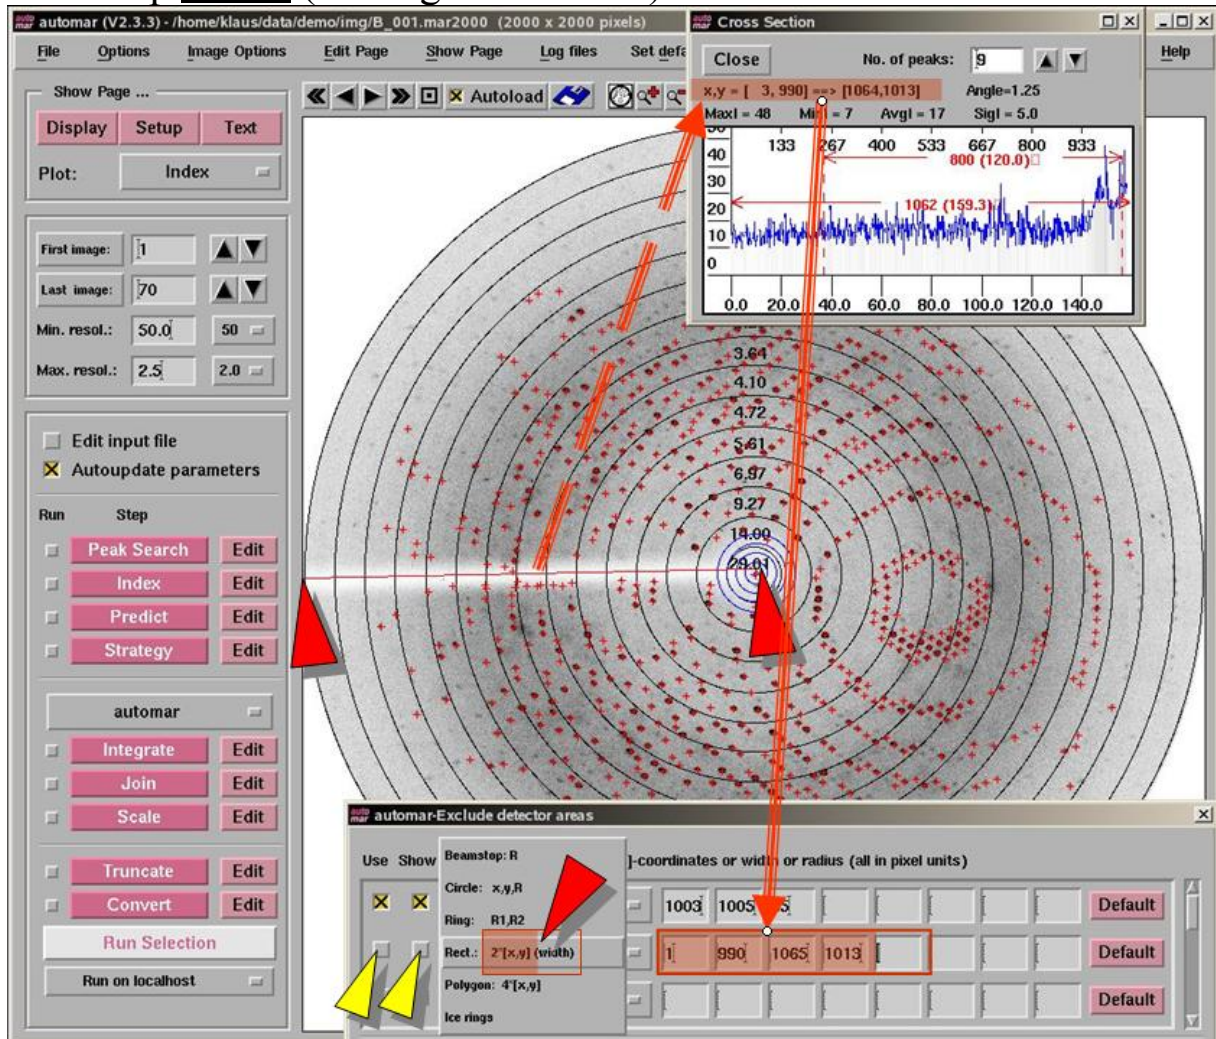 automar (V2.3.3) - /home/klaus/data/demo/img/B_001.mar2000 (2000 x 2000 pixels)
File Options Image Options Edit Page Show Page Log files Set defa Help
Show Page ...
Display Setup Text
Plot: Index
Autoload
First image: 1
Last image: 70
Min. resol.: 50.0 50
Max. resol.: 2.5 2.0
Edit input file
Autoupdate parameters
Run Step
Peak Search Edit
Index Edit
Predict Edit
Strategy Edit
automar
Integrate Edit
Join Edit
Scale Edit
Truncate Edit
Convert Edit
Run Selection
Run on localhost
Cross Section
Close No. of peaks: 9
x,y = [ 3, 990] ==> [1064,1013] Angle=1.25
MaxI = 48 = 7 AvgI = 17 SigI = 5.0
133 267 400 533 667 800 933
800 (120.0)
1062 (159.3)
40
30
20
10
0
0.0 20.0 40.0 60.0 80.0 100.0 120.0 140.0
3.64
4.10
4.72
5.61
6.97
9.27
14.00
29.01
automar-Exclude detector areas
Use Show ]-coordinates or width or radius (all in pixel units)
Beamstop: R
Circle: x,y,R
Ring: R1,R2
Rect.: 2*[x,y] (width)
Polygon: 4*[x,y]
Ice rings
1003 1005 Default
1 990 1065 1013 Default
Default